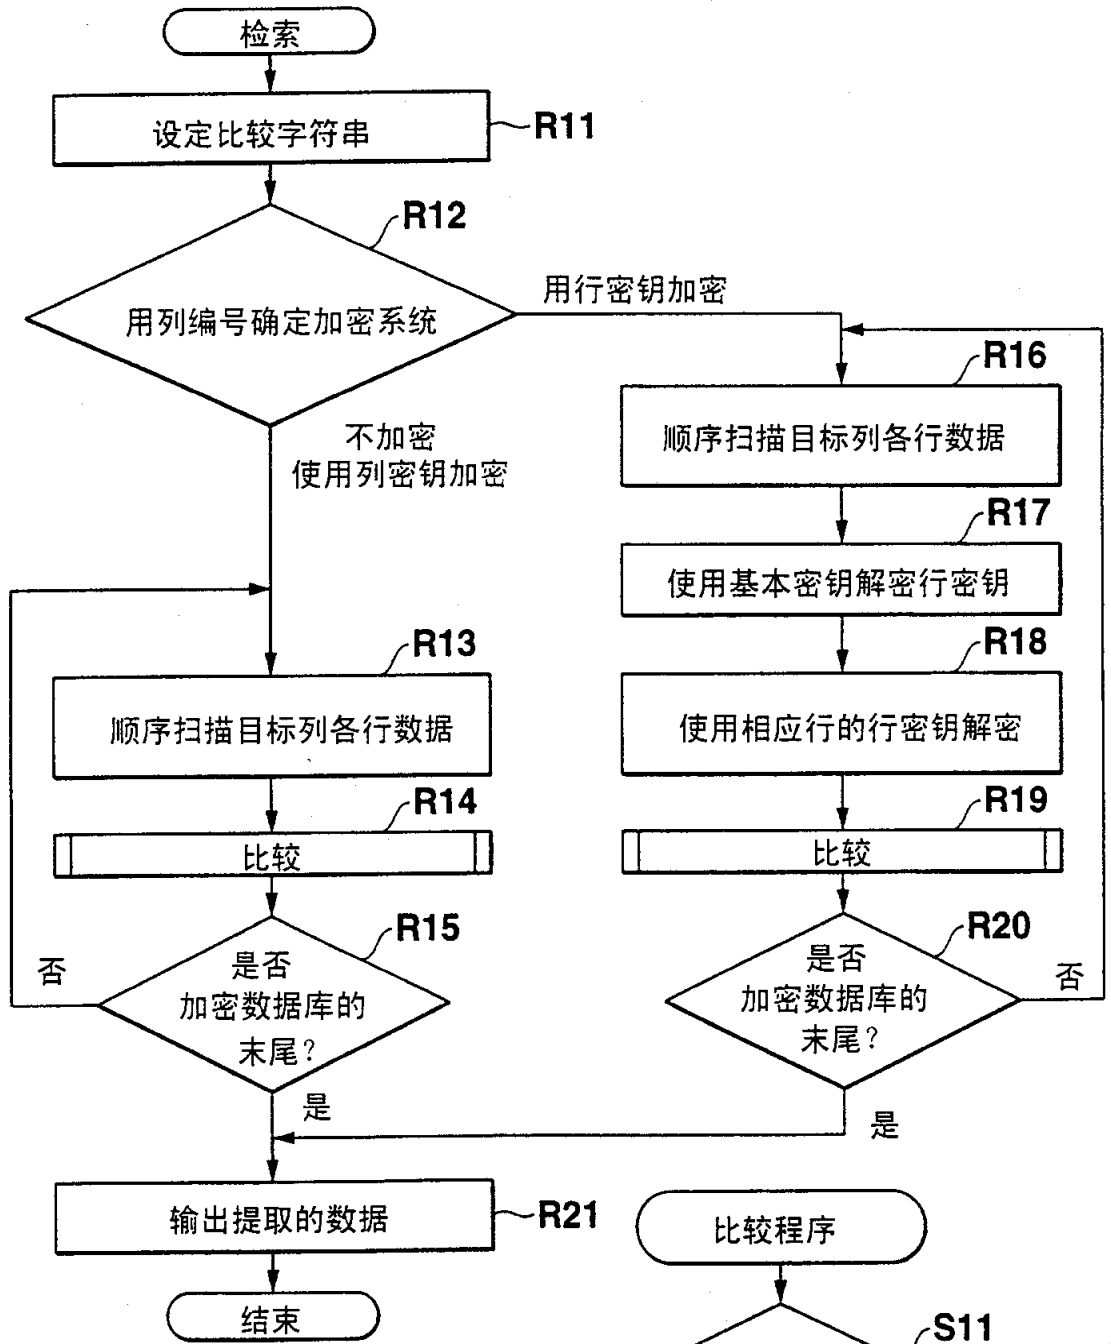 检索
设定比较字符串
R11
R12
用列编号确定加密系统
用行密钥加密
不加密
使用列密钥加密
R16
顺序扫描目标列各行数据
R17
使用基本密钥解密行密钥
R13
顺序扫描目标列各行数据
R18
使用相应行的行密钥解密
R14
比较
R19
比较
R15
是否
加密数据库的
末尾？
否
是
R20
是否
加密数据库的
末尾？
否
是
输出提取的数据
R21
结束
比较程序
S11